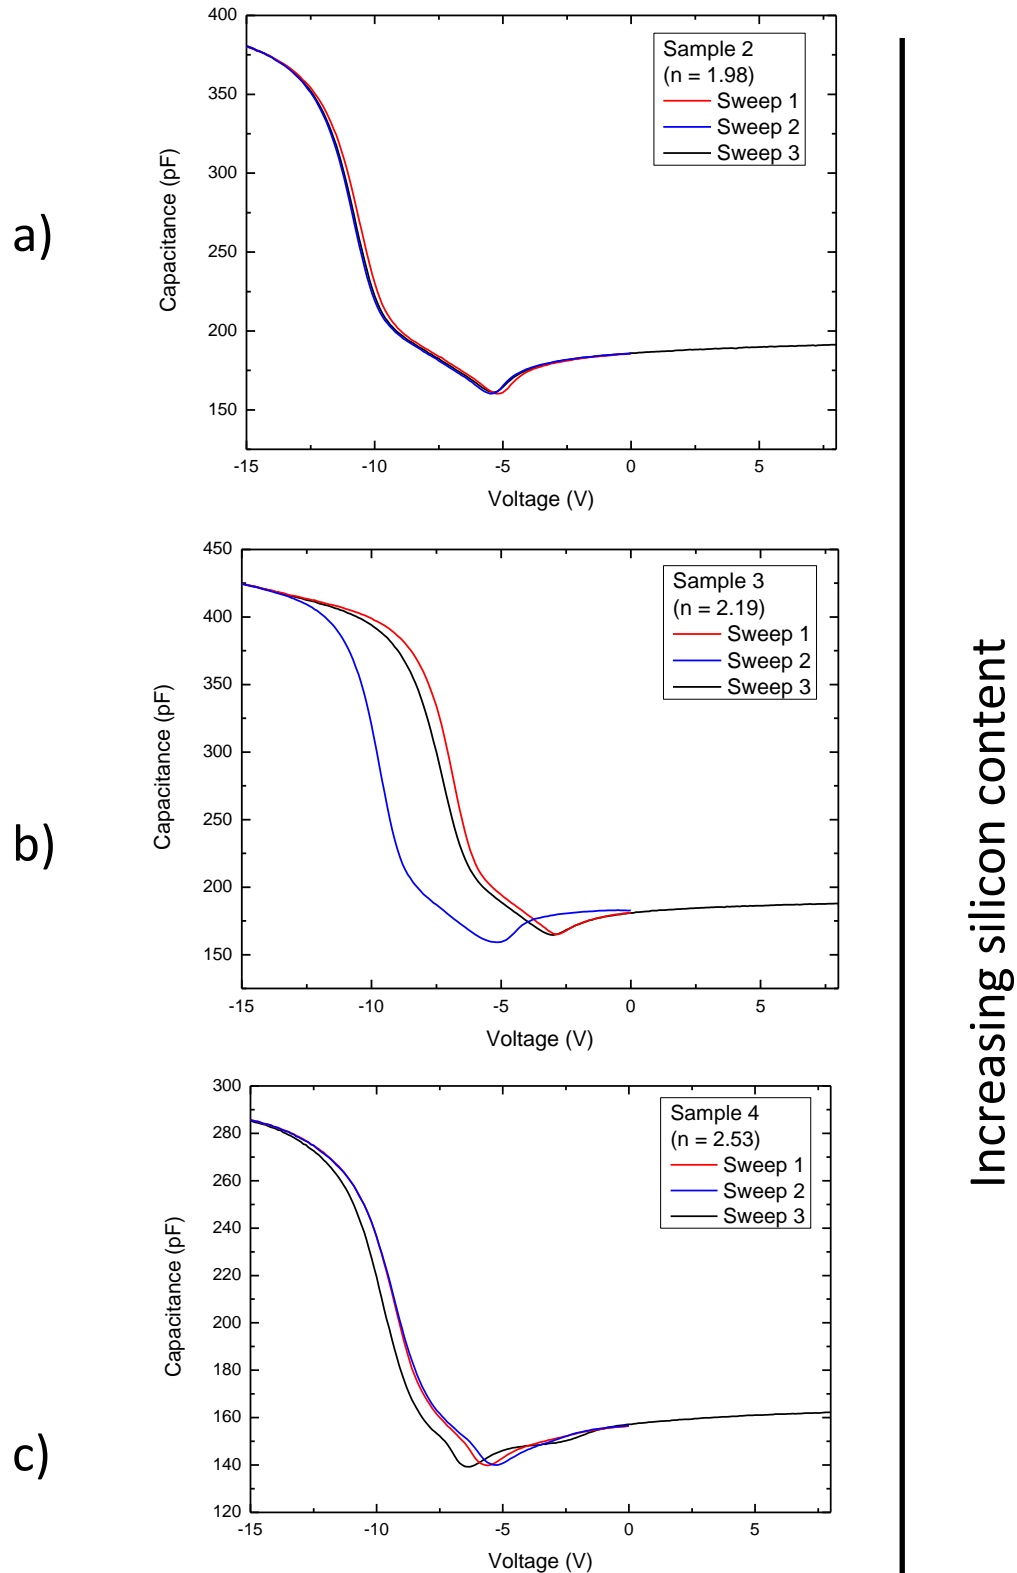 a)
400
350
300
250
200
150
Capacitance (pF)
Sample 2
(n = 1.98)
Sweep 1
Sweep 2
Sweep 3
-15
-10
-5
0
5
Voltage (V)
b)
450
400
350
300
250
200
150
Capacitance (pF)
Sample 3
(n = 2.19)
Sweep 1
Sweep 2
Sweep 3
-15
-10
-5
0
5
Voltage (V)
c)
300
280
260
240
220
200
180
160
140
120
Capacitance (pF)
Sample 4
(n = 2.53)
Sweep 1
Sweep 2
Sweep 3
-15
-10
-5
0
5
Voltage (V)
Increasing silicon content